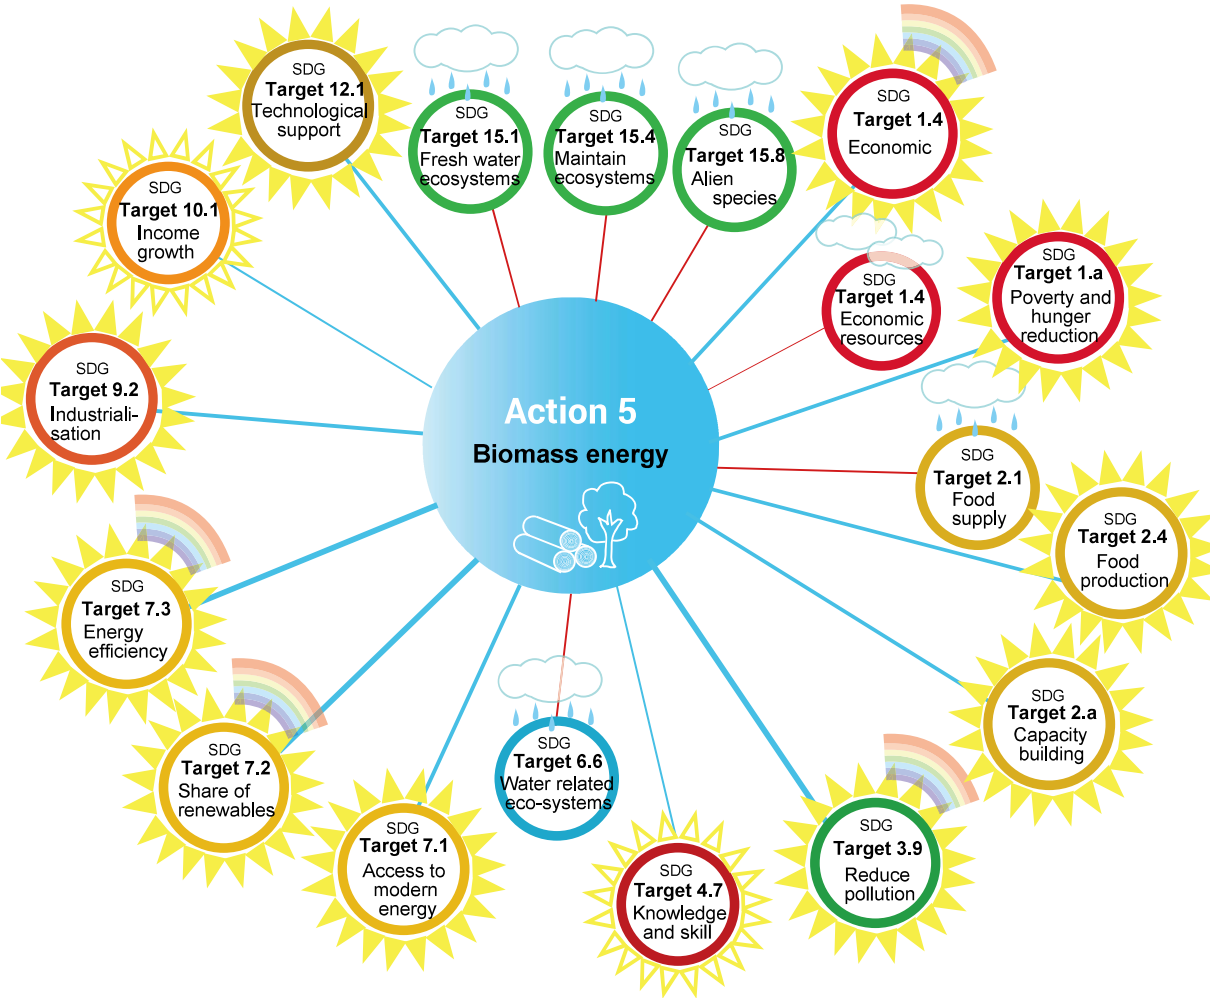 SDG
Target 12.1
Technological
support
SDG
Target 15.1
Fresh water
ecosystems
SDG
Target 15.4
Maintain
ecosystems
SDG
Target 15.8
Alien
species
SDG
Target 1.4
Economic
SDG
Target 10.1
Income
growth
SDG
Target 1.4
Economic
resources
SDG
Target 1.a
Poverty and
hunger
reduction
SDG
Target 9.2
Industriali-
sation
Action 5
Biomass energy
SDG
Target 2.1
Food
supply
SDG
Target 2.4
Food
production
SDG
Target 7.3
Energy
efficiency
SDG
Target 2.a
Capacity
building
SDG
Target 7.2
Share of
renewables
SDG
Target 6.6
Water related
eco-systems
SDG
Target 7.1
Access to
modern
energy
SDG
Target 4.7
Knowledge
and skill
SDG
Target 3.9
Reduce
pollution